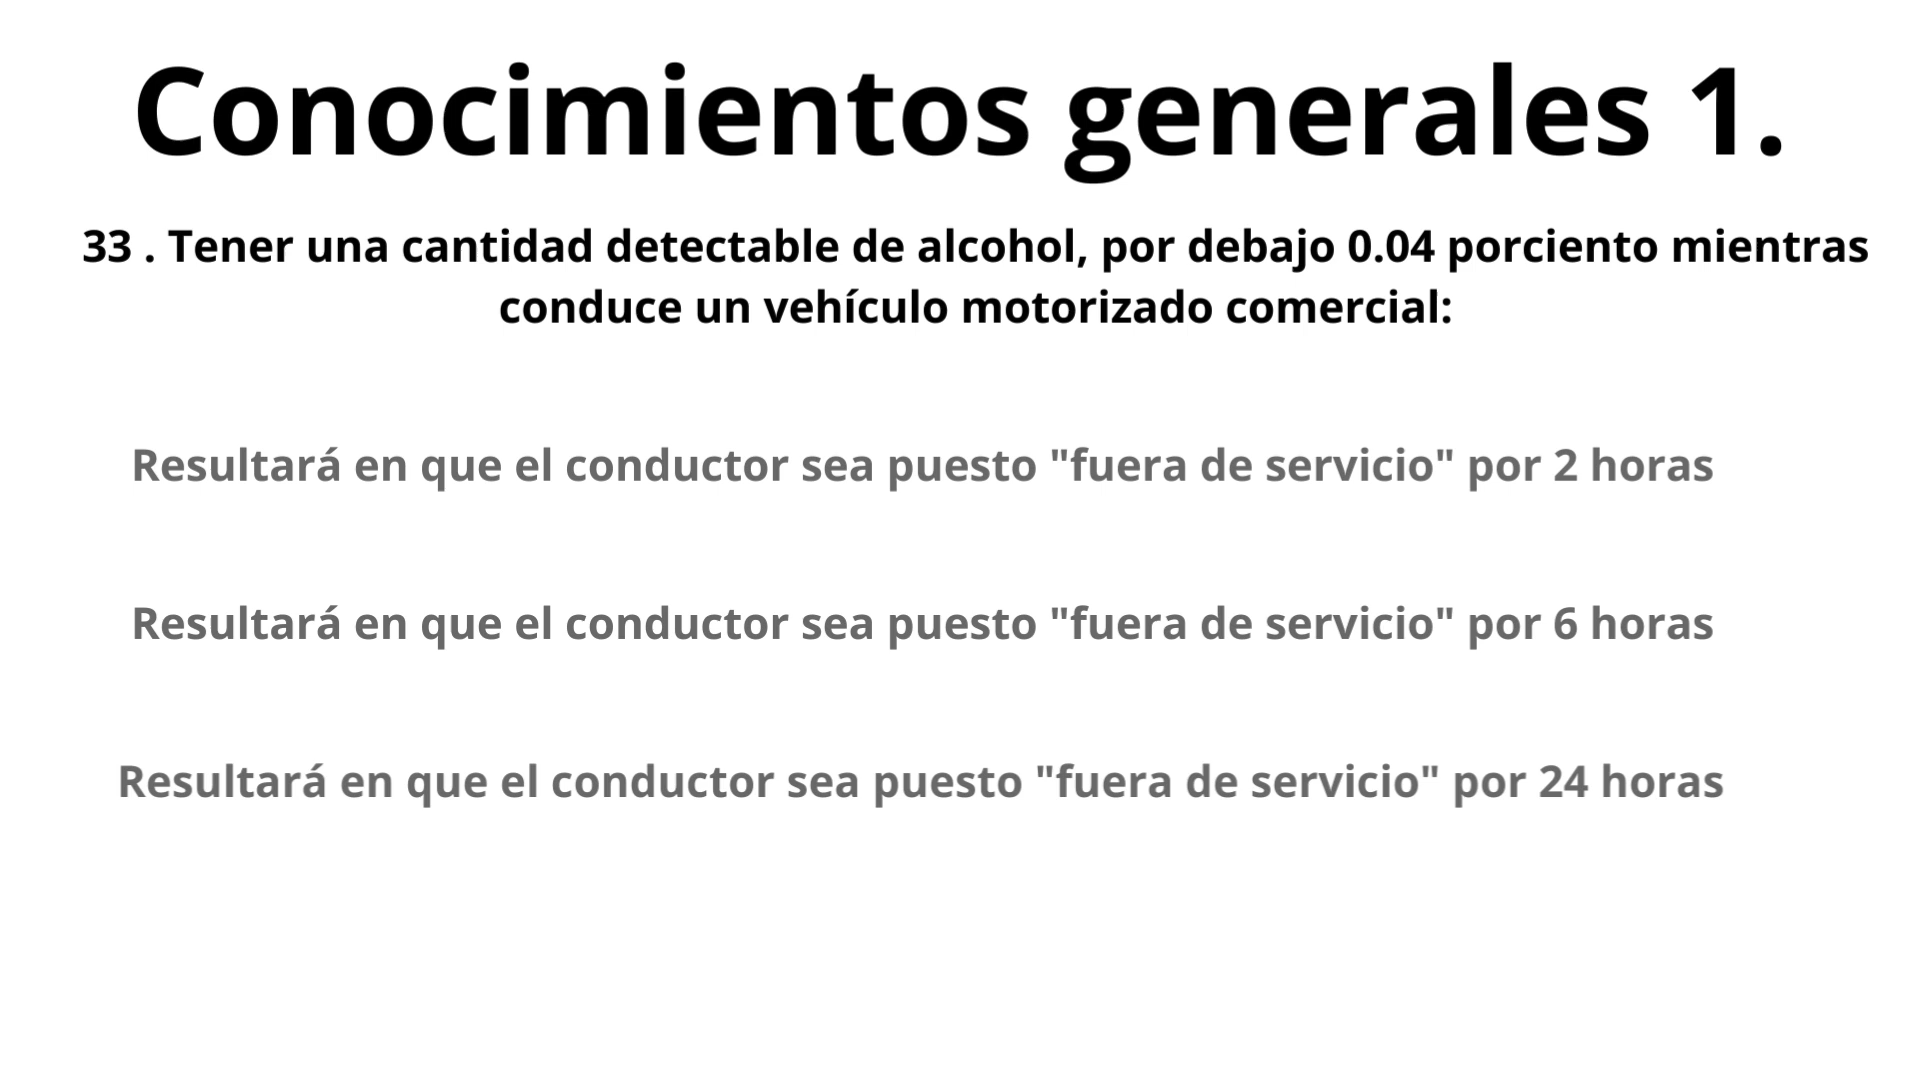 Conocimientos generales 1.
33 . Tener una cantidad detectable de alcohol, por debajo 0.04 porciento mientras
conduce un vehículo motorizado comercial:
Resultará en que el conductor sea puesto "fuera de servicio" por 2 horas
Resultará en que el conductor sea puesto "fuera de servicio" por 6 horas
Resultará en que el conductor sea puesto "fuera de servicio" por 24 horas